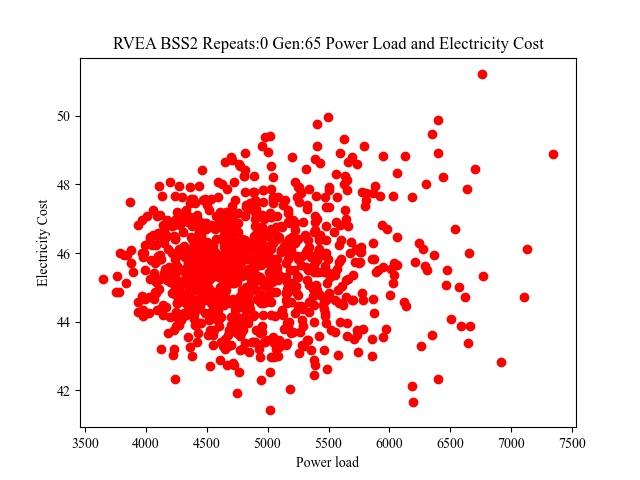 RVEA BSS2 Repeats:0 Gen:65 Power Load and Electricity Cost
Electricity Cost
50
48
46
44
42
3500 4000 4500 5000 5500 6000 6500 7000 7500
Power load